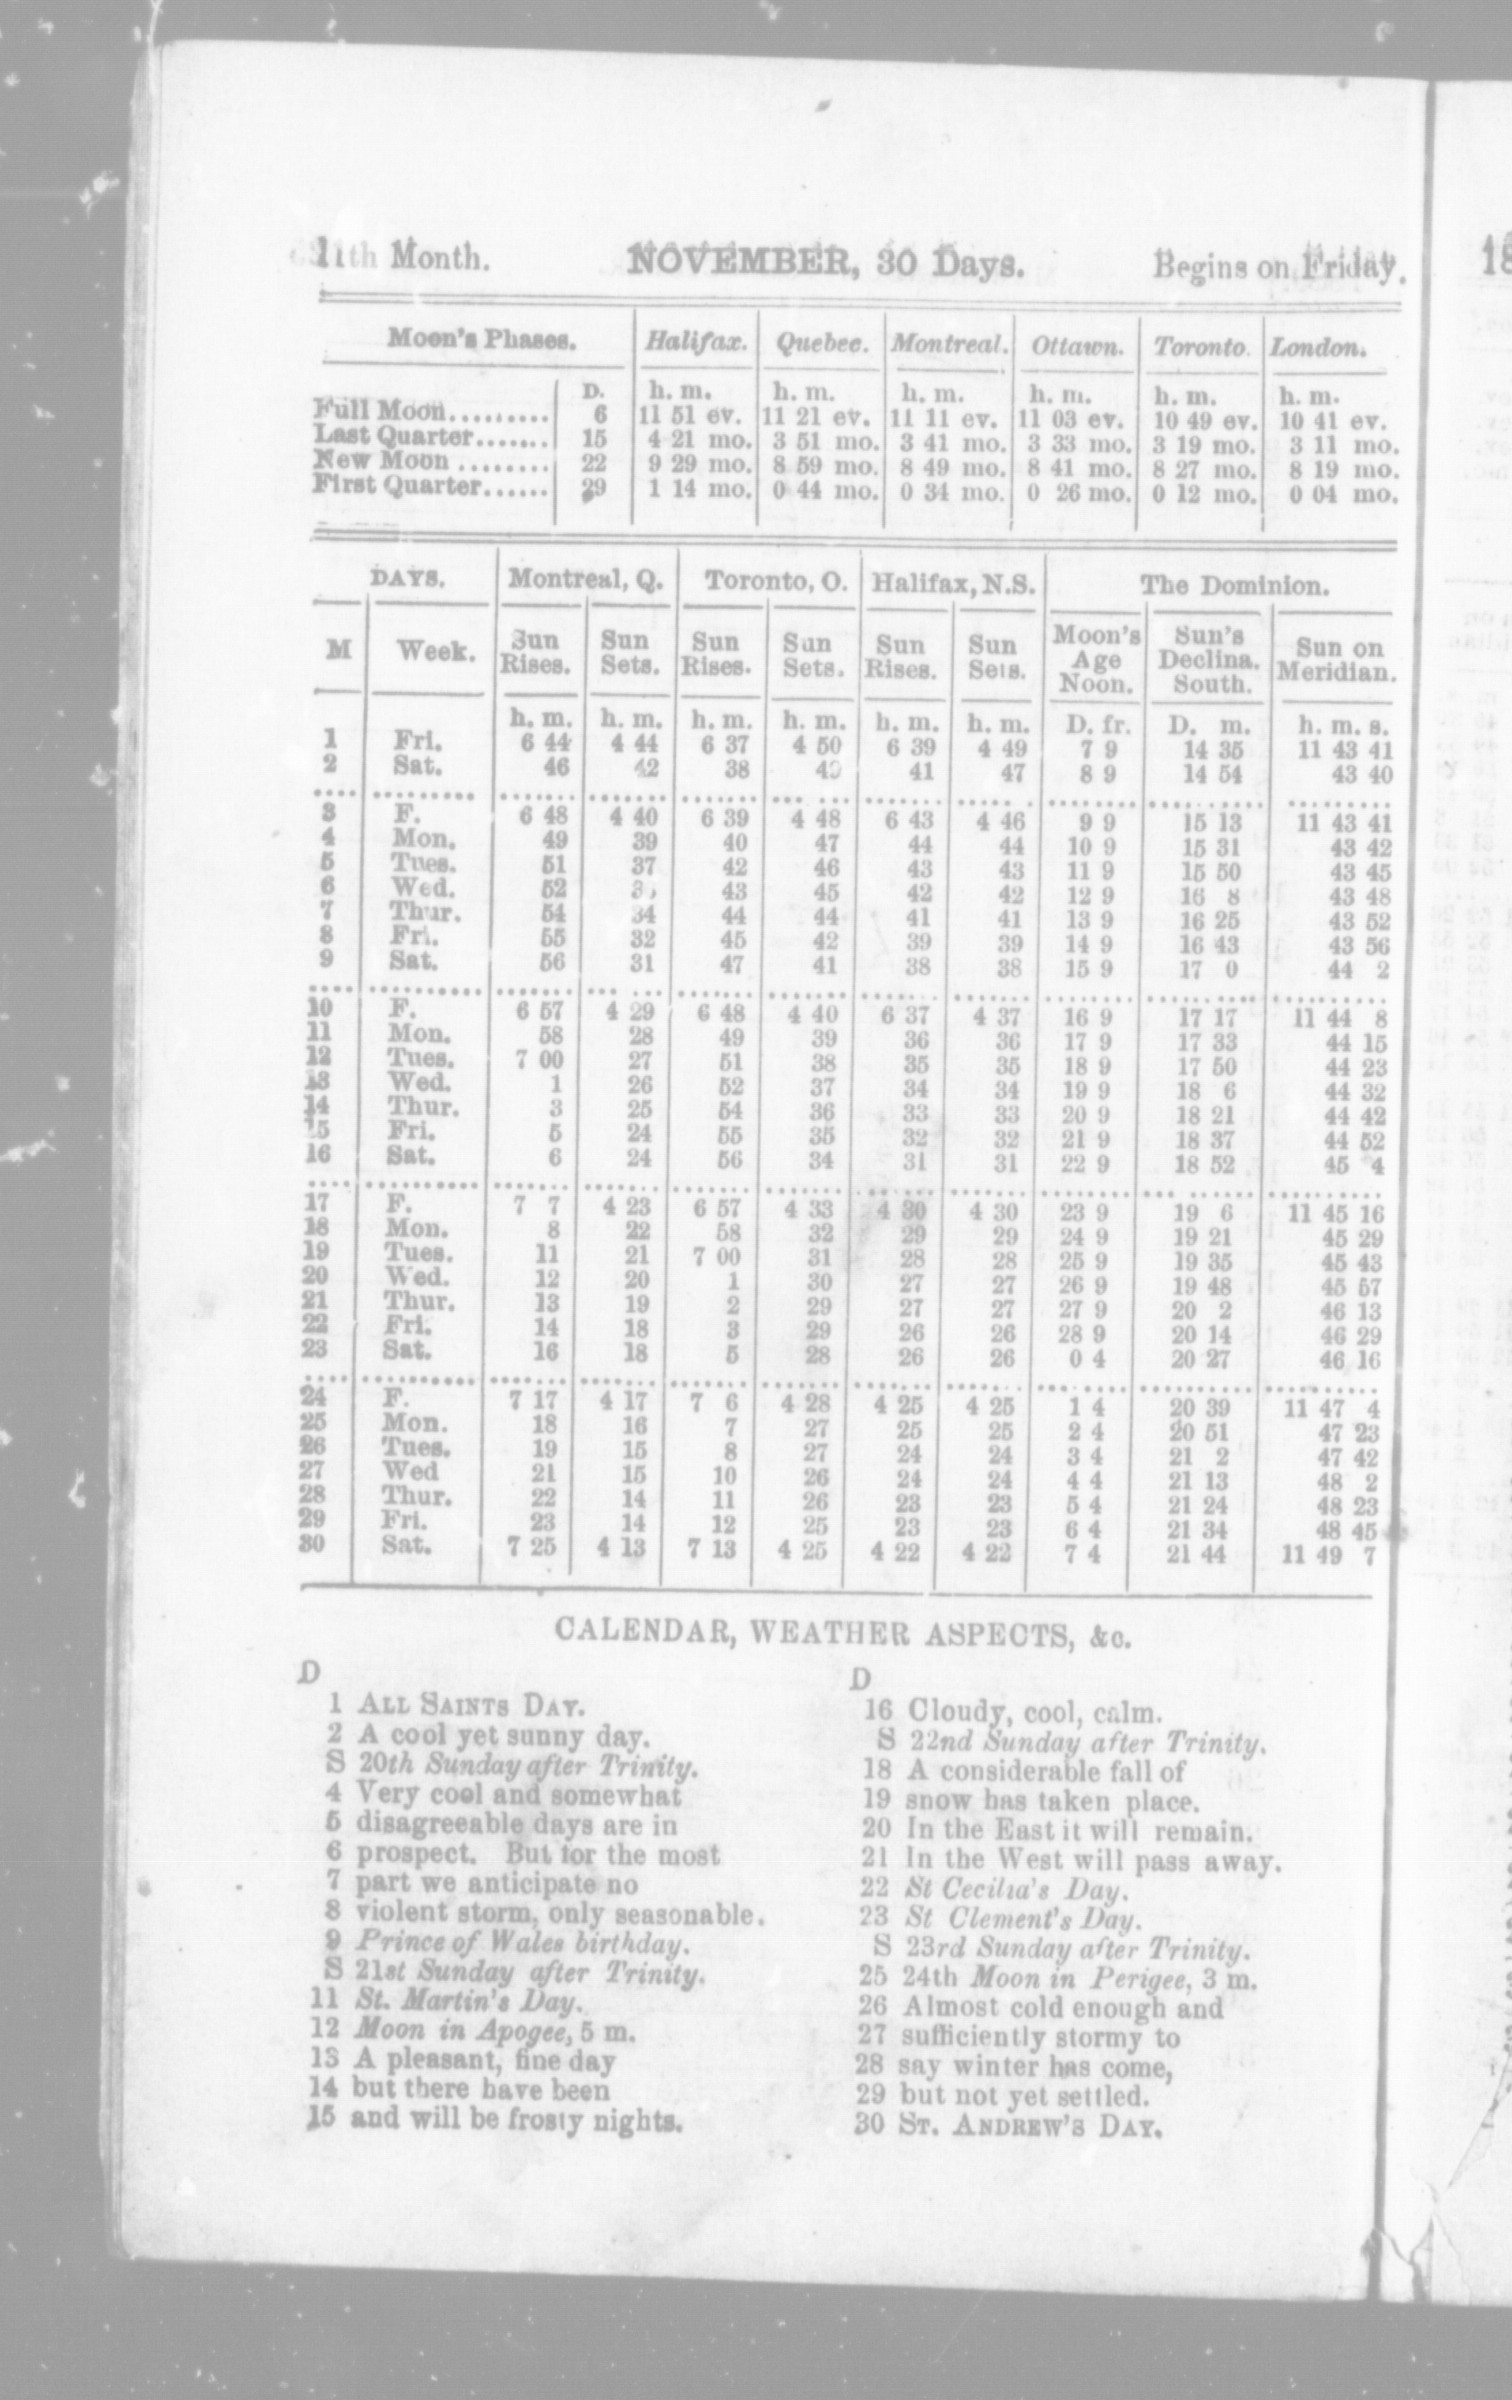 11th Month. NOVEMBER, 30 Days. Begins on Friday.
Moon's Phases. Halifax. Quebec. Montreal. Ottawa. Toronto. London.
D. h. m. h. m. h. m. h. m. h. m. h. m.
Full Moon......... 6 11 51 ev. 11 21 ev. 11 11 ev. 11 03 ev. 10 49 ev. 10 41 ev.
Last Quarter....... 15 4 21 mo. 3 51 mo. 3 41 mo. 3 33 mo. 3 19 mo. 3 11 mo.
New Moon ........ 22 9 29 mo. 8 59 mo. 8 49 mo. 8 41 mo. 8 27 mo. 8 19 mo.
First Quarter...... 29 1 14 mo. 0 44 mo. 0 34 mo. 0 26 mo. 0 12 mo. 0 04 mo.
DAYS. Montreal, Q. Toronto, O. Halifax, N.S. The Dominion.
M Week. Sun Rises. Sun Sets. Sun Rises. Sun Sets. Sun Rises. Sun Sets. Moon's Age Noon. Sun's Declina. South. Sun on Meridian.
h. m. h. m. h. m. h. m. h. m. h. m. D. fr. D. m. h. m. s.
1 Fri. 6 44 4 44 6 37 4 50 6 39 4 49 7 9 14 35 11 43 41
2 Sat. 46 42 38 49 41 47 8 9 14 54 43 40
3 F. 6 48 4 40 6 39 4 48 6 43 4 46 9 9 15 13 11 43 41
4 Mon. 49 39 40 47 44 44 10 9 15 31 43 42
5 Tues. 51 37 42 46 43 43 11 9 15 50 43 45
6 Wed. 52 43 45 42 42 12 9 16 8 43 48
7 Thur. 54 34 44 44 41 41 13 9 16 25 43 52
8 Fri. 55 32 45 42 39 39 14 9 16 43 43 56
9 Sat. 56 31 47 41 38 38 15 9 17 0 44 2
10 F. 6 57 4 29 6 48 4 40 6 37 4 37 16 9 17 17 11 44 8
11 Mon. 58 28 49 39 36 36 17 9 17 33 44 15
12 Tues. 7 00 27 51 38 35 35 18 9 17 50 44 23
13 Wed. 1 26 52 37 34 34 19 9 18 6 44 32
14 Thur. 3 25 54 36 33 33 20 9 18 21 44 42
15 Fri. 5 24 55 35 32 32 21 9 18 37 44 52
16 Sat. 6 24 56 34 31 31 22 9 18 52 45 4
17 F. 7 7 4 23 6 57 4 33 4 30 4 30 23 9 19 6 11 45 16
18 Mon. 8 22 58 32 29 29 24 9 19 21 45 29
19 Tues. 11 21 7 00 31 28 28 25 9 19 35 45 43
20 Wed. 12 20 1 30 27 27 26 9 19 48 45 57
21 Thur. 13 19 2 29 27 27 27 9 20 2 46 13
22 Fri. 14 18 3 29 26 26 28 9 20 14 46 29
23 Sat. 16 18 5 28 26 26 0 4 20 27 46 16
24 F. 7 17 4 17 7 6 4 28 4 25 4 25 1 4 20 39 11 47 4
25 Mon. 18 16 7 27 25 25 2 4 20 51 47 23
26 Tues. 19 15 8 27 24 24 3 4 21 2 47 42
27 Wed 21 15 10 26 24 24 4 4 21 13 48 2
28 Thur. 22 14 11 26 23 23 5 4 21 24 48 23
29 Fri. 23 14 12 25 23 23 6 4 21 34 48 45
30 Sat. 7 25 4 13 7 13 4 25 4 22 4 22 7 4 21 44 11 49 7
CALENDAR, WEATHER ASPECTS, &c.
D
1 ALL SAINTS DAY.
2 A cool yet sunny day.
S 20th Sunday after Trinity.
4 Very cool and somewhat
5 disagreeable days are in
6 prospect. But for the most
7 part we anticipate no
8 violent storm, only seasonable.
9 Prince of Wales birthday.
S 21st Sunday after Trinity.
11 St. Martin's Day.
12 Moon in Apogee, 5 m.
13 A pleasant, fine day
14 but there have been
15 and will be frosty nights.
D
16 Cloudy, cool, calm.
S 22nd Sunday after Trinity.
18 A considerable fall of
19 snow has taken place.
20 In the East it will remain.
21 In the West will pass away.
22 St Cecilia's Day.
23 St Clement's Day.
S 23rd Sunday after Trinity.
25 24th Moon in Perigee, 3 m.
26 Almost cold enough and
27 sufficiently stormy to
28 say winter has come,
29 but not yet settled.
30 ST. ANDREW'S DAY.